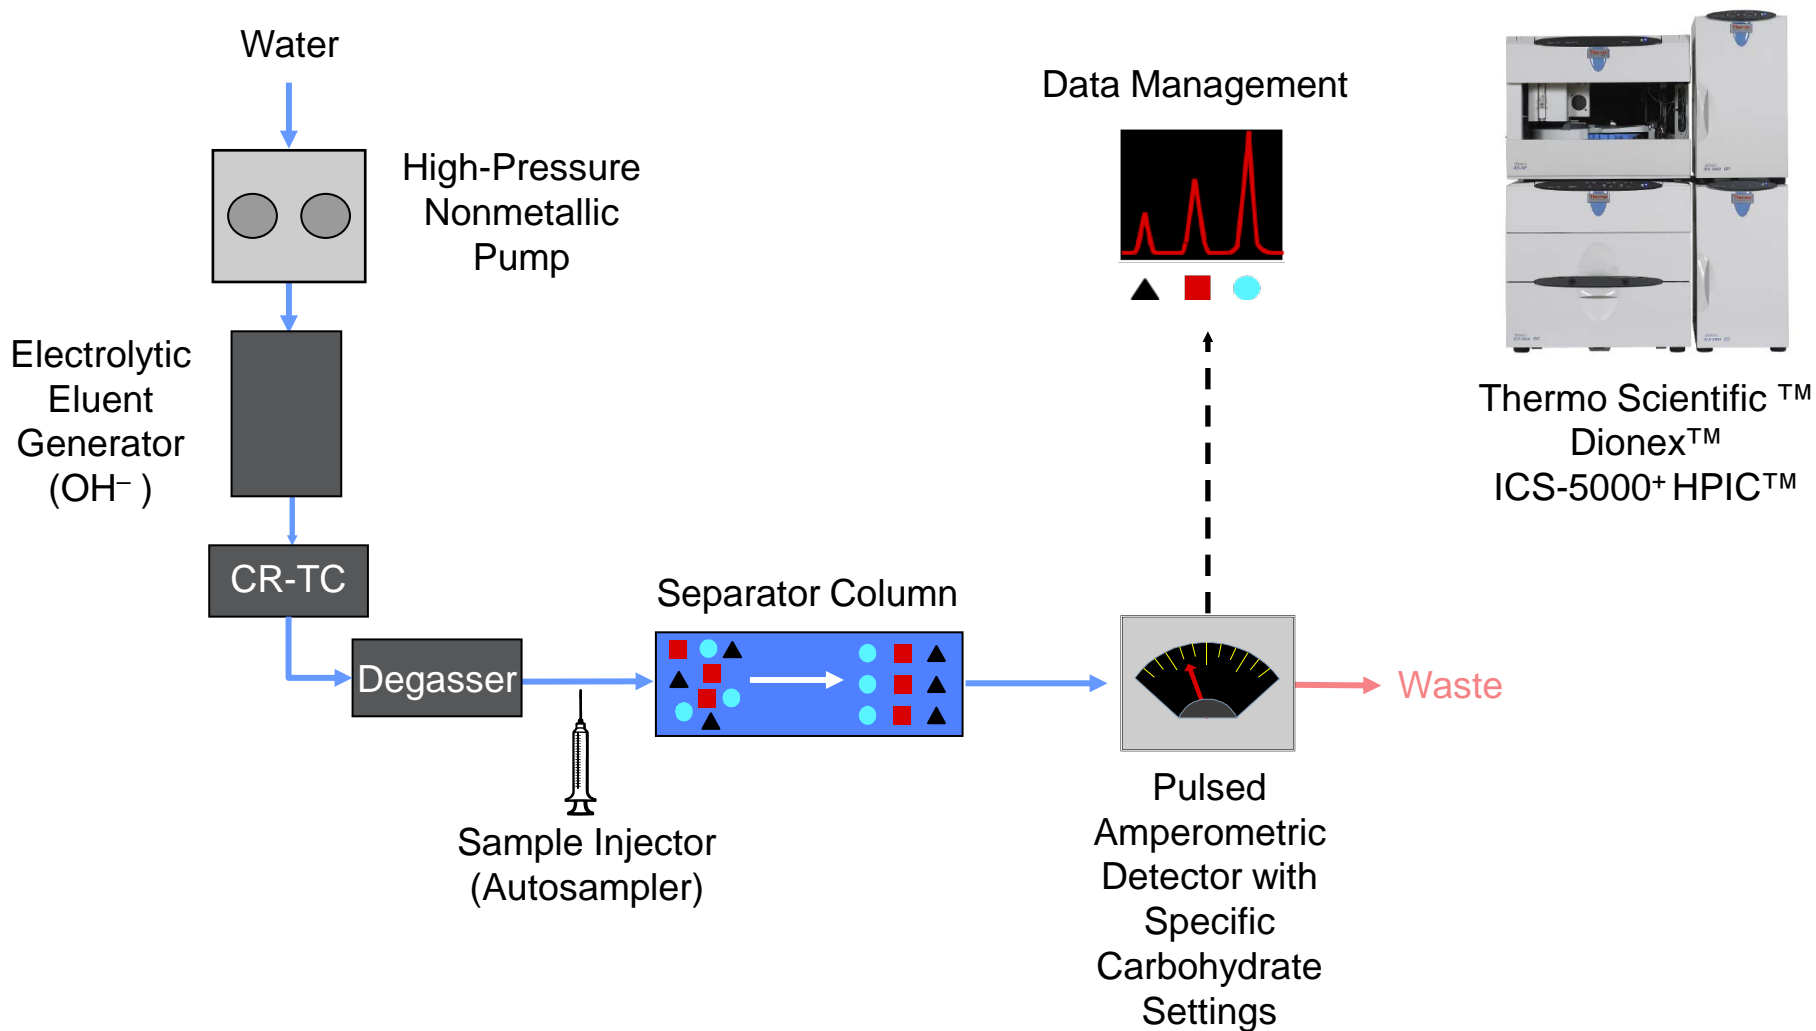 Water
High-Pressure
Nonmetallic
Pump
Electrolytic
Eluent
Generator
(OH⁻ )
CR-TC
Degasser
Sample Injector
(Autosampler)
Separator Column
Data Management
Pulsed
Amperometric
Detector with
Specific
Carbohydrate
Settings
Waste
Thermo Scientific ™
Dionex™
ICS-5000⁺ HPIC™